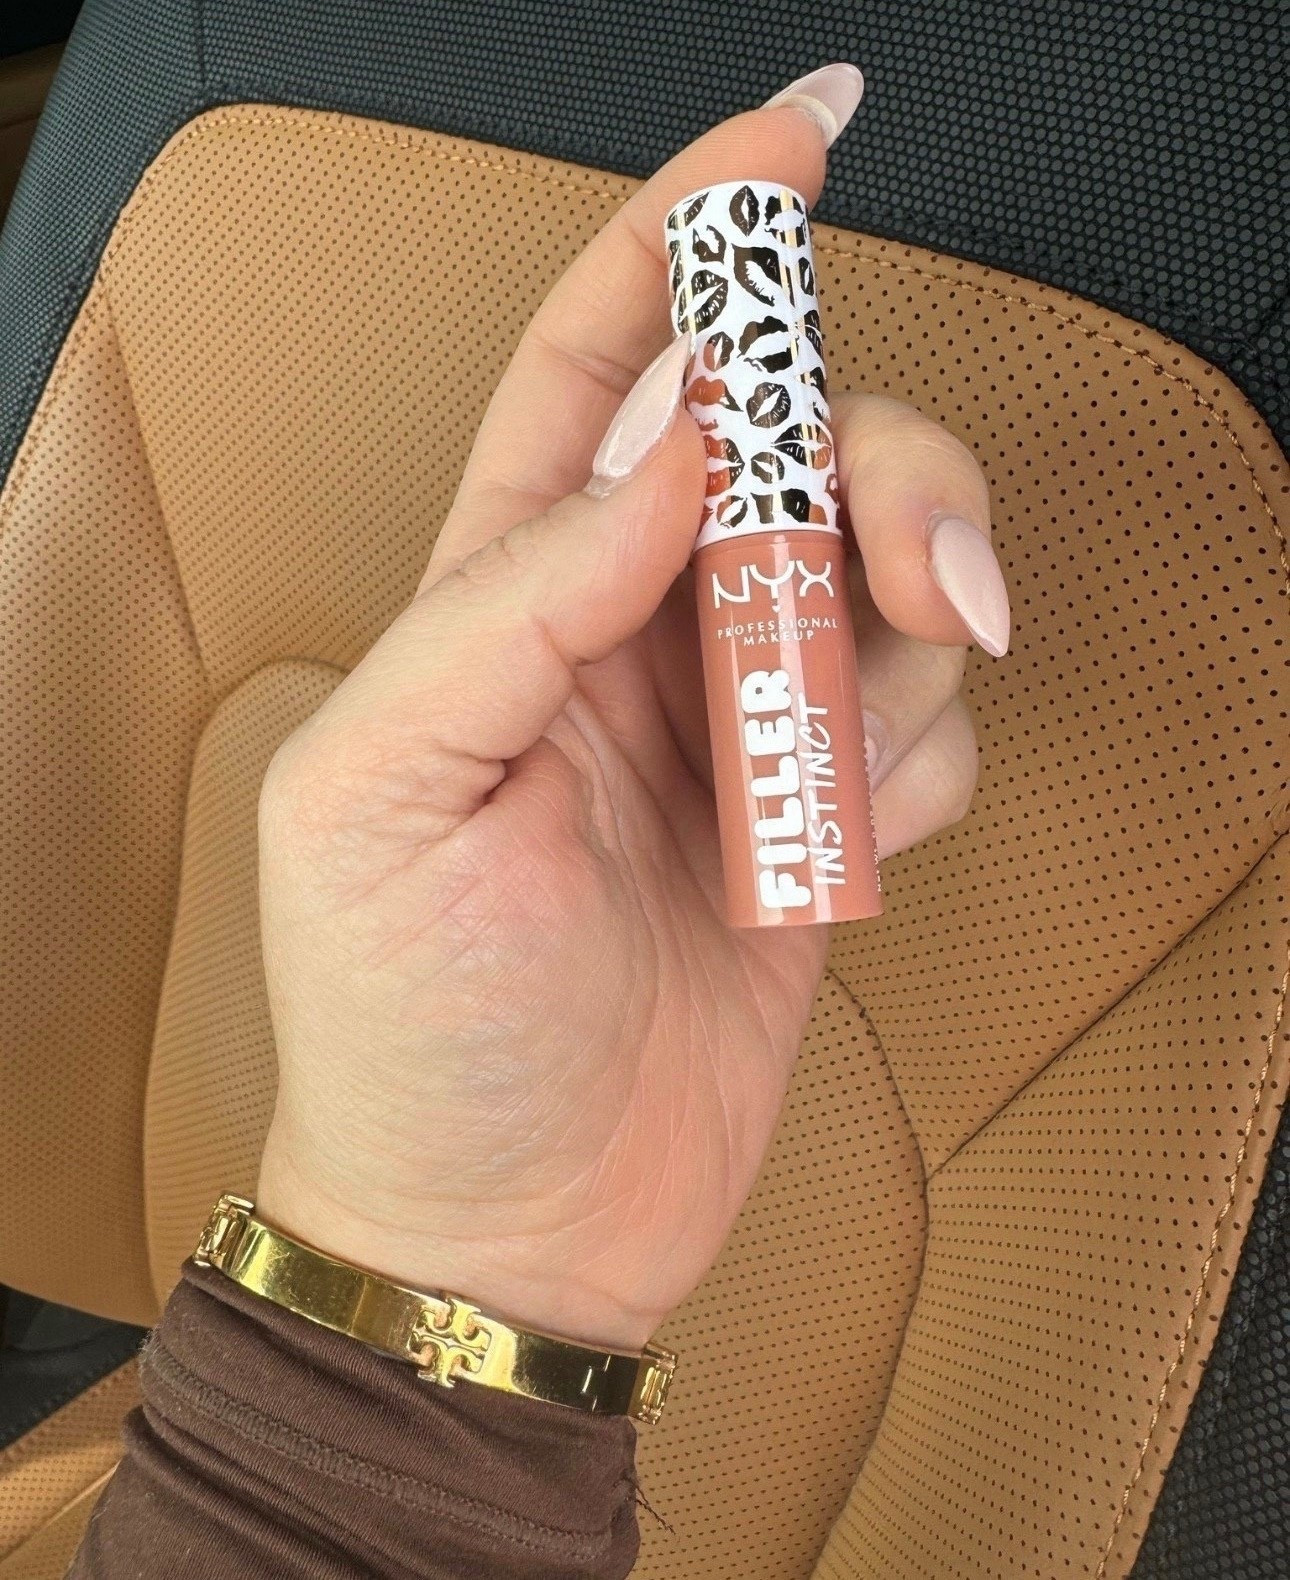 NYX
PROFESSIONAL
MAKEUP
FILLER
INSTINCT